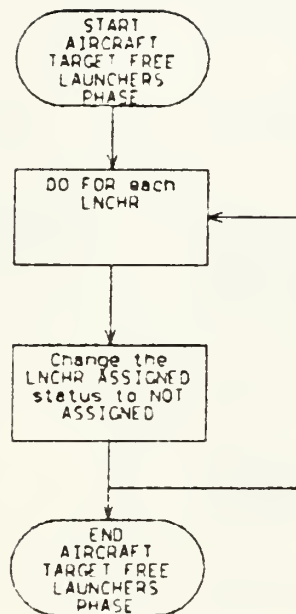 START
AIRCRAFT
TARGET FREE
LAUNCHERS
PHASE
DO FOR each
LNCHR
Change the
LNCHR ASSIGNED
status to NOT
ASSIGNED
END
AIRCRAFT
TARGET FREE
LAUNCHERS
PHASE